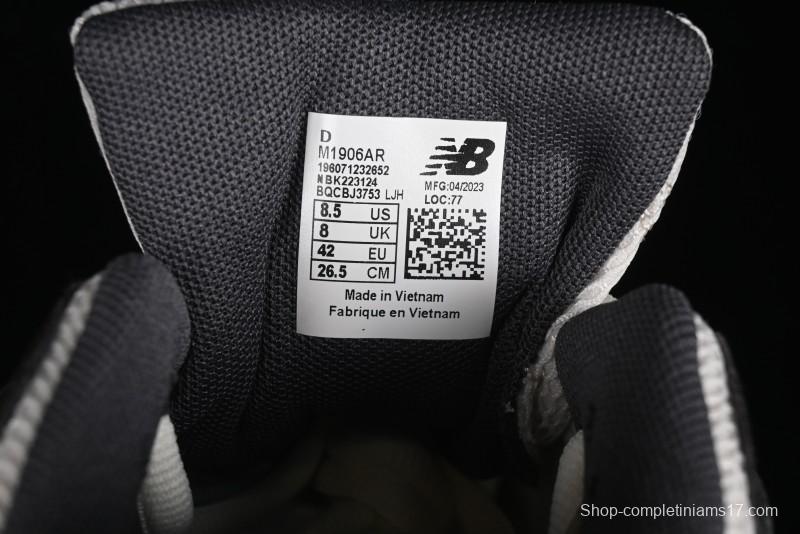 D
M1906AR
196071232652
NBK223124
BQCBJ3753 LJH
NB
MFG:04/2023
LOC:77
8.5 US
8 UK
42 EU
26.5 CM
Made in Vietnam
Fabrique en Vietnam
Shop-completiniams17.com